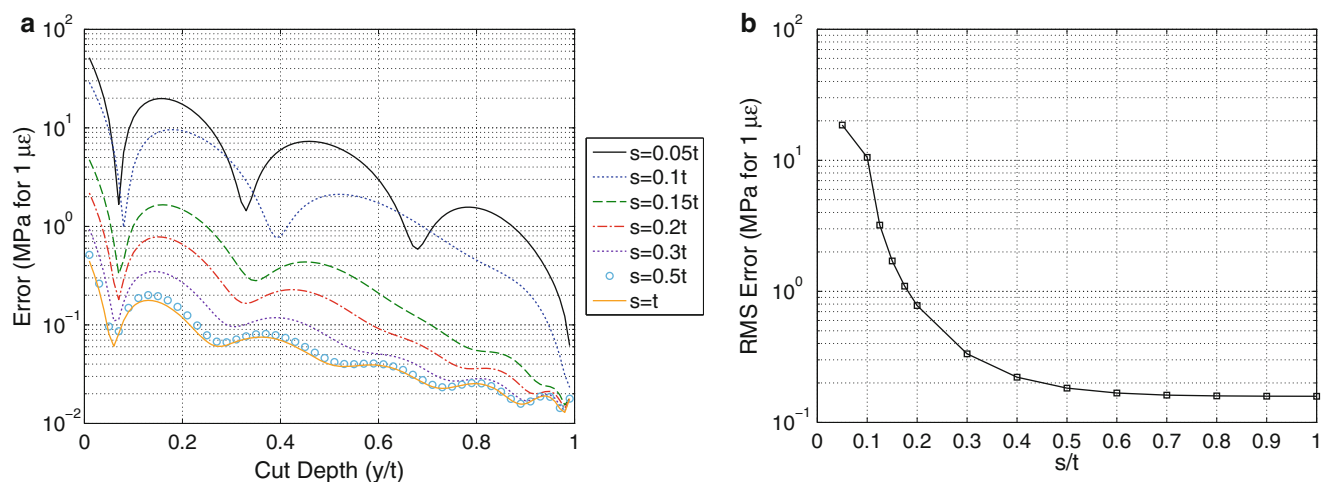 a
10^2
10^1
10^0
10^-1
10^-2
Error (MPa for 1 με)
0
0.2
0.4
0.6
0.8
1
Cut Depth (y/t)
s=0.05t
s=0.1t
s=0.15t
s=0.2t
s=0.3t
s=0.5t
s=t
b
10^2
10^1
10^0
10^-1
RMS Error (MPa for 1 με)
0
0.1
0.2
0.3
0.4
0.5
0.6
0.7
0.8
0.9
1
s/t